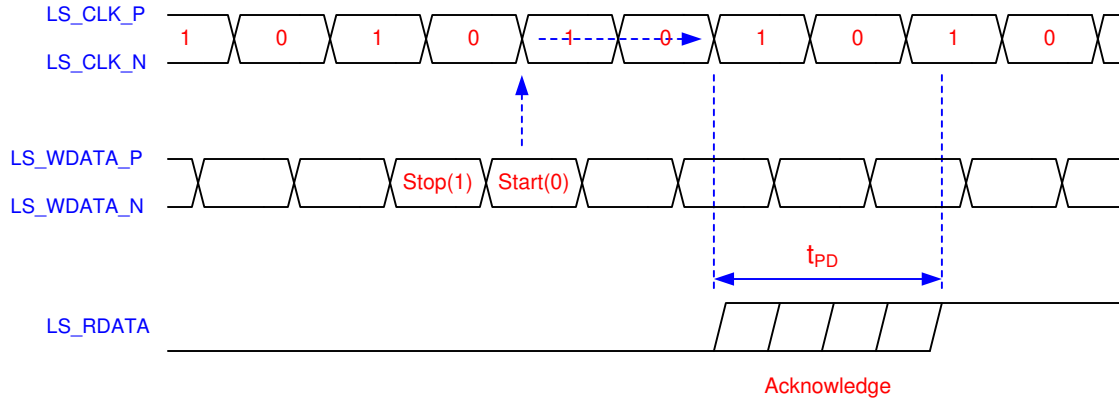 LS_CLK_P
1 0 1 0 1 0 1 0 1 0
LS_CLK_N
LS_WDATA_P
Stop(1) Start(0)
LS_WDATA_N
tPD
LS_RDATA
Acknowledge